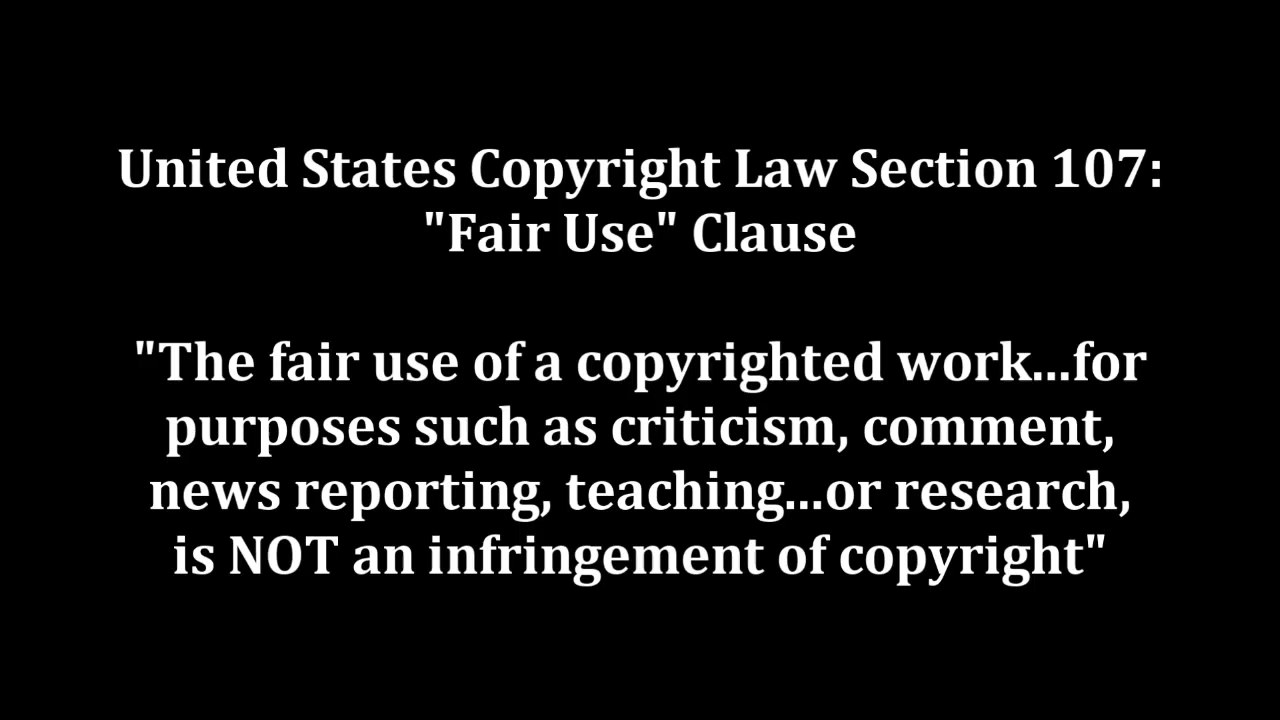 United States Copyright Law Section 107:
"Fair Use" Clause
"The fair use of a copyrighted work...for
purposes such as criticism, comment,
news reporting, teaching...or research,
is NOT an infringement of copyright"